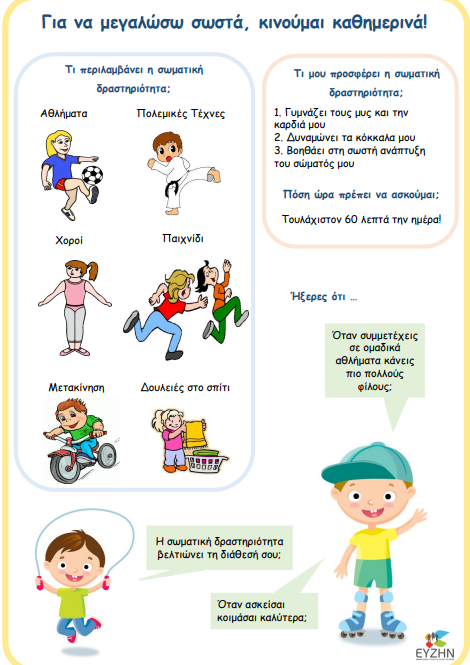 Για να μεγαλώσω σωστά, κινούμαι καθημερινά!
Τι περιλαμβάνει η σωματική
δραστηριότητα;
Αθλήματα
Πολεμικές Τέχνες
Χοροί
Παιχνίδι
Μετακίνηση
Δουλειές στο σπίτι
Τι μου προσφέρει η σωματική
δραστηριότητα;
1. Γυμνάζει τους μυς και την
καρδιά μου
2. Δυναμώνει τα κόκκαλα μου
3. Βοηθάει στη σωστή ανάπτυξη
του σώματός μου
Πόση ώρα πρέπει να ασκούμαι;
Τουλάχιστον 60 λεπτά την ημέρα!
Ήξερες ότι ...
Όταν συμμετέχεις
σε ομαδικά
αθλήματα κάνεις
πιο πολλούς
φίλους;
Η σωματική δραστηριότητα
βελτιώνει τη διάθεσή σου;
Όταν ασκείσαι
κοιμάσαι καλύτερα;
ΕΥΖΗΝ